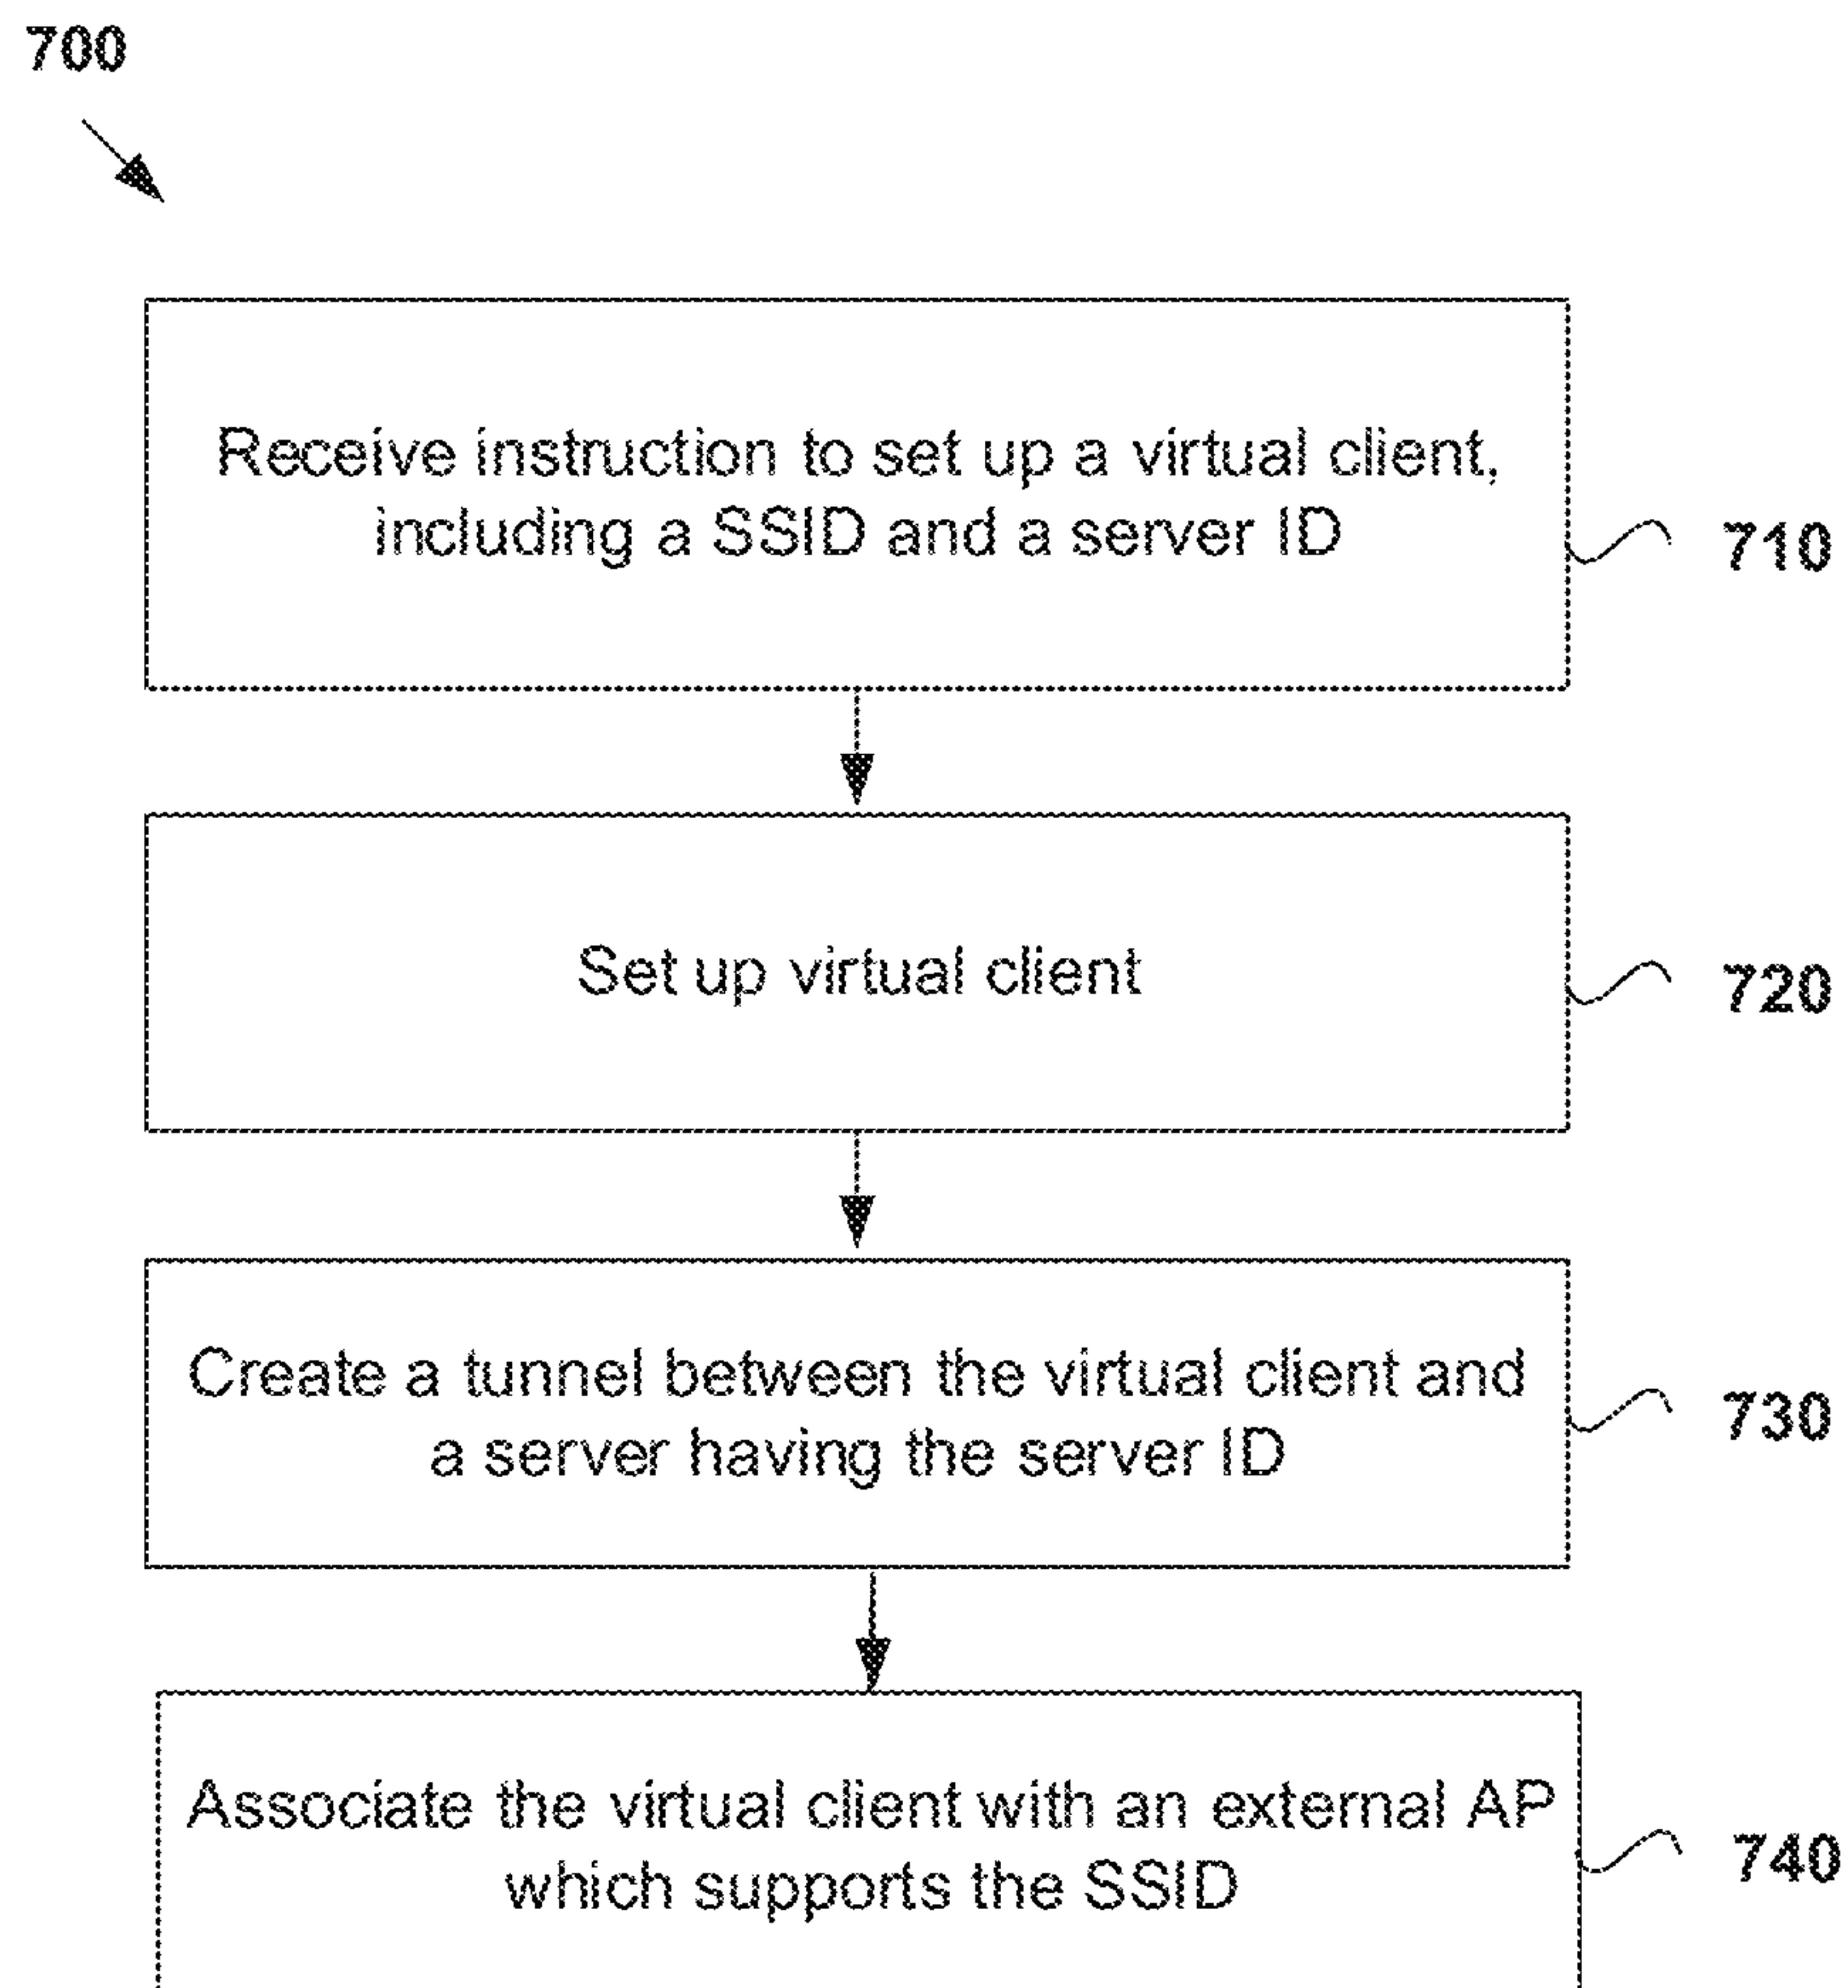 700
Receive instruction to set up a virtual client,
including a SSID and a server ID
710
Set up virtual client
720
Create a tunnel between the virtual client and
a server having the server ID
730
Associate the virtual client with an external AP
which supports the SSID
740